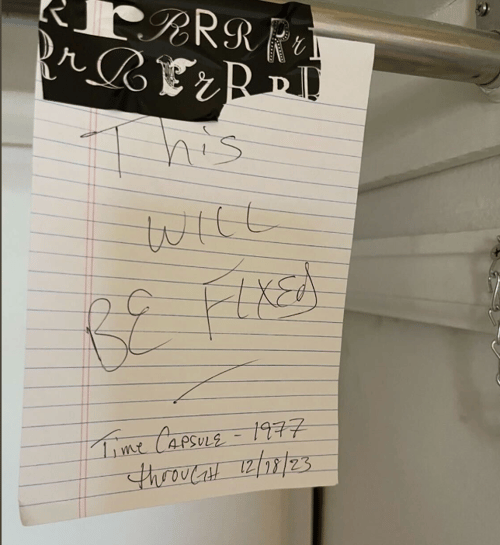 R r R R R R r
R r R r r R R R
This
WILL
BE FIXEd
Time CAPSULE - 1977
throUGH 12/18/23